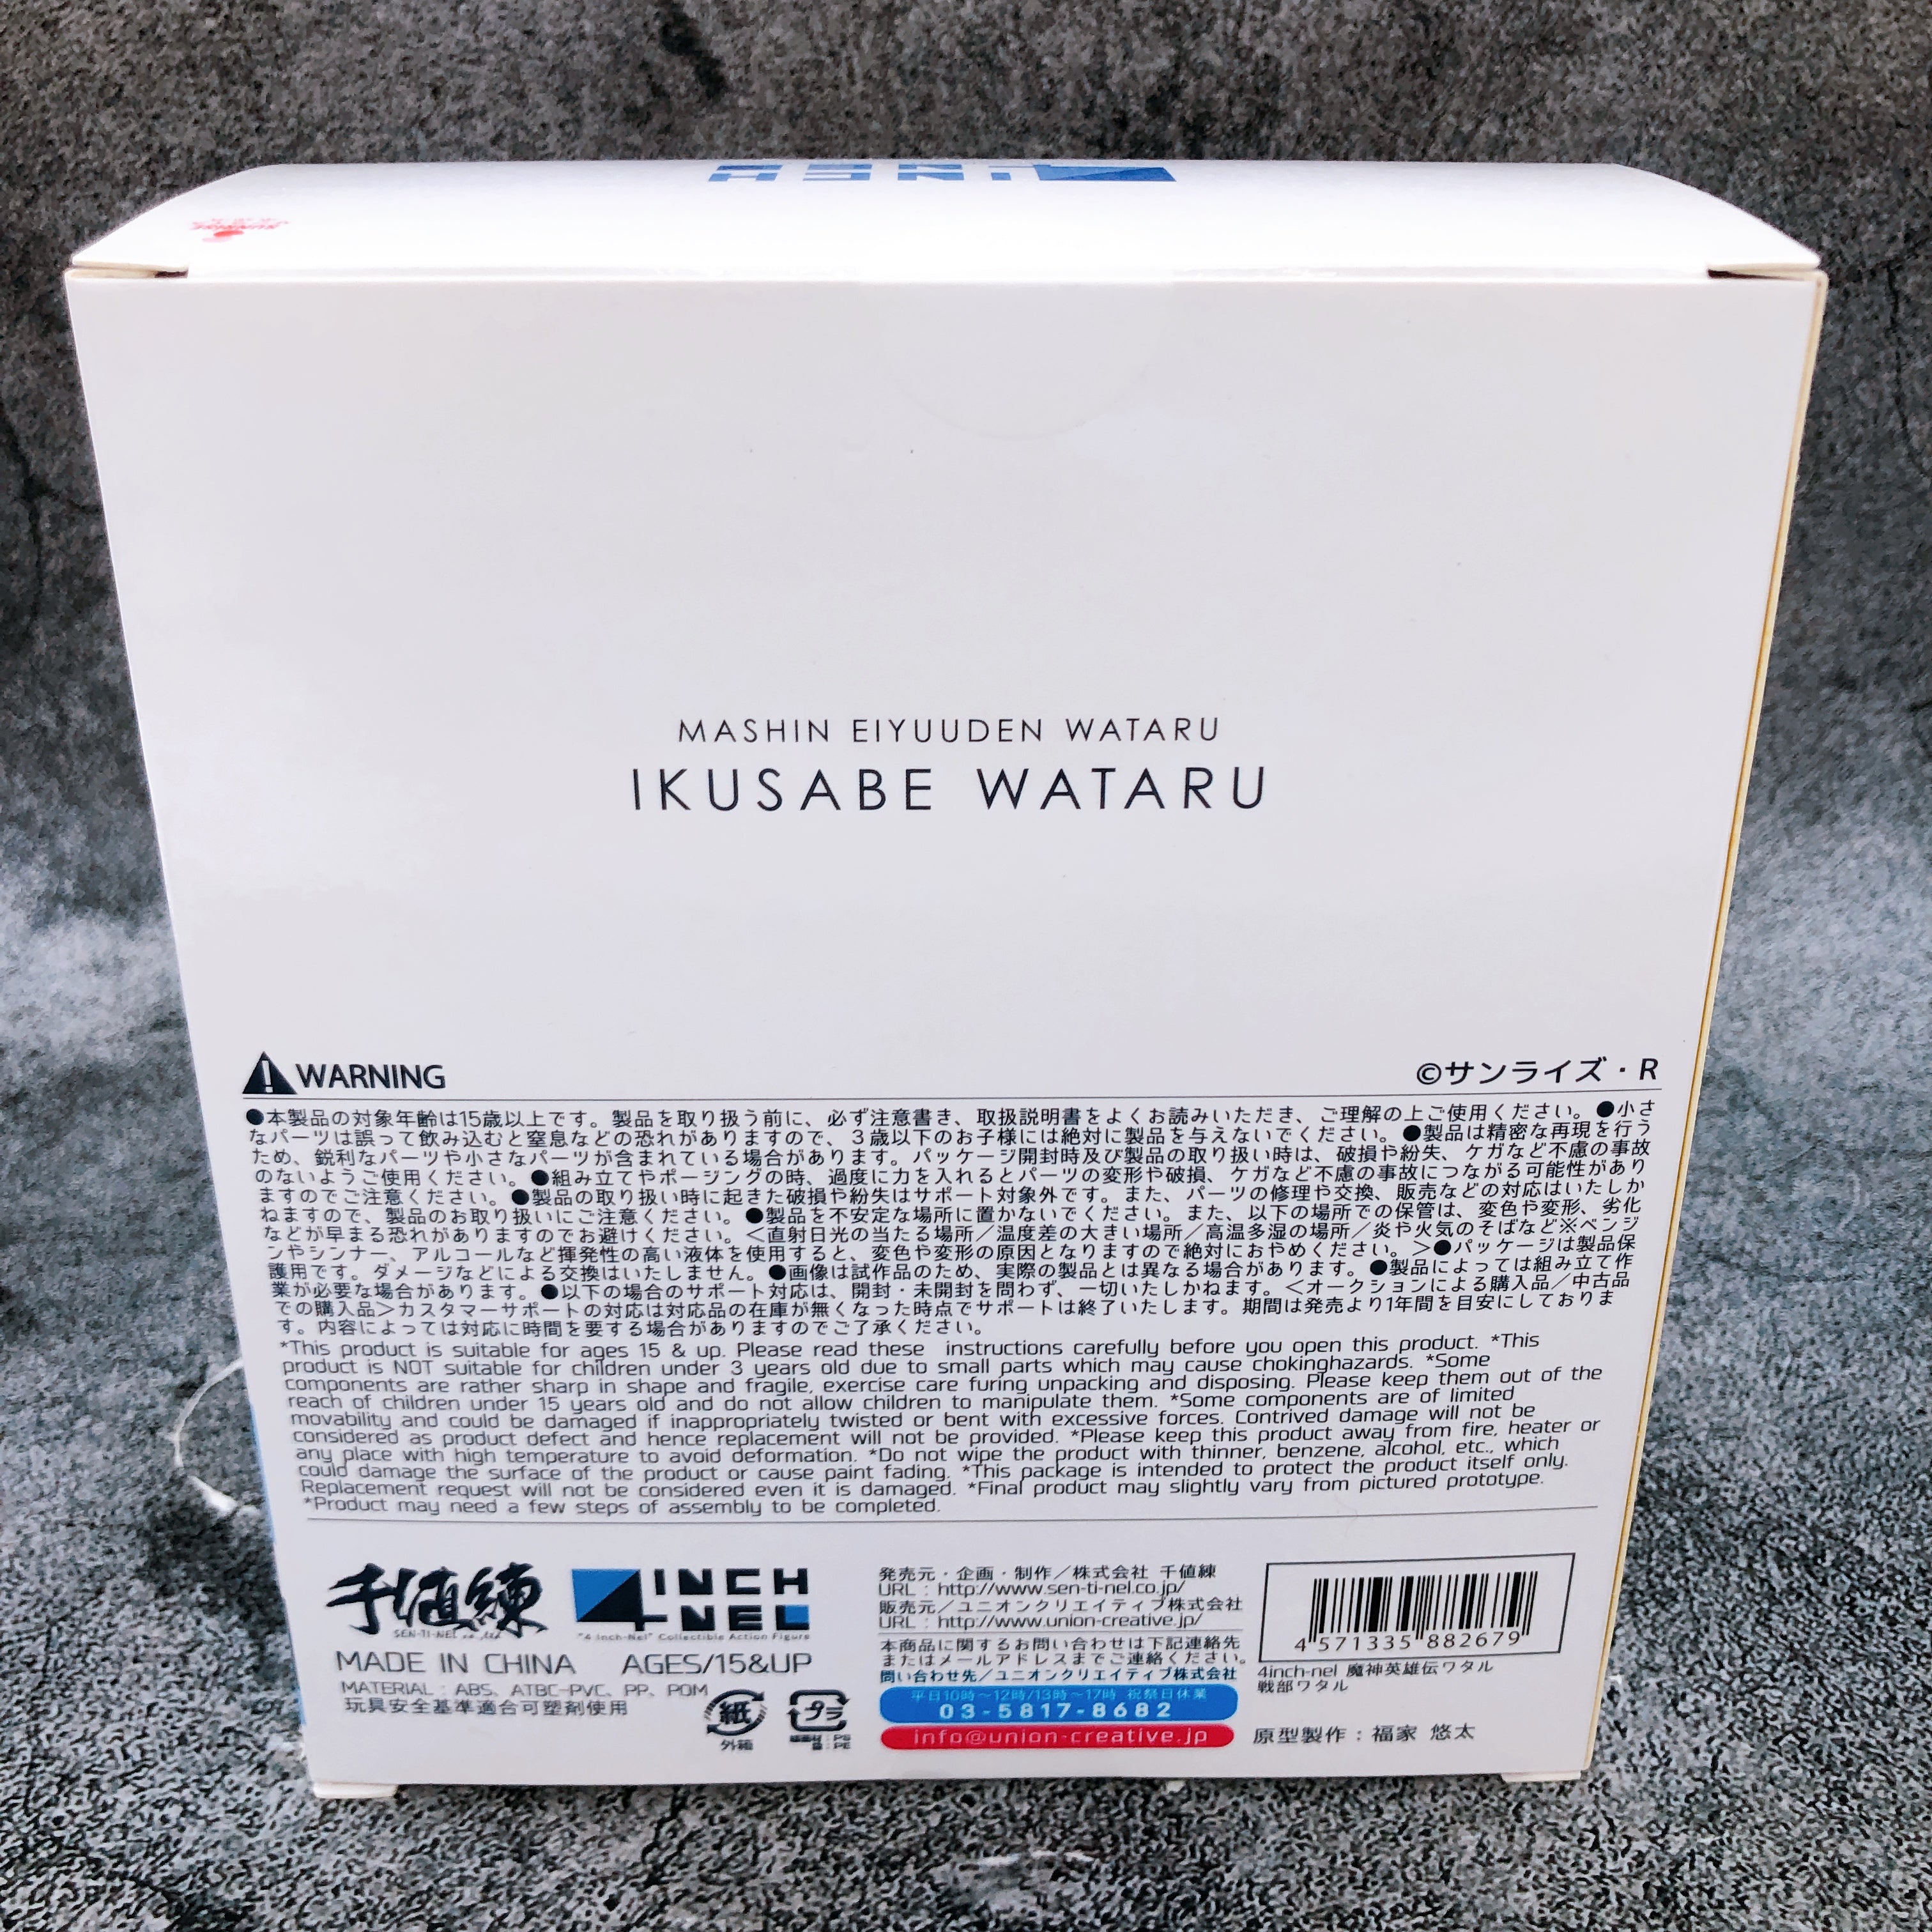 MASHIN EIYUUDEN WATARU
IKUSABE WATARU
WARNING
©サンライズ・R
●本製品の対象年齢は15歳以上です。製品を取り扱う前に、必ず注意書き、取扱説明書をよくお読みいただき、ご理解の上ご使用ください。●小さ
なパーツは誤って飲み込むと窒息などの恐れがありますので、3歳以下のお子様には絶対に製品を与えないでください。●製品は精密な再現を行う
ため、鋭利なパーツや小さなパーツが含まれている場合があります。パッケージ開封時及び製品の取り扱い時は、破損や紛失、ケガなど不慮の事故
のないようご使用ください。●組み立てやポージングの時、過度に力を入れるとパーツの変形や破損、ケガなど不慮の事故につながる可能性があり
ますのでご注意ください。●製品の取り扱い時に起きた破損や紛失はサポート対象外です。また、パーツの修理や交換、販売などの対応はいたしか
ねますので、製品のお取り扱いにご注意ください。●製品を不安定な場所に置かないでください。また、以下の場所での保管は、変色や変形、劣化
などが早まる恐れがありますのでお避けください。＜直射日光の当たる場所／温度差の大きい場所／高温多湿の場所／炎や火気のそばなど※ベンジ
ンやシンナー、アルコールなど揮発性の高い液体を使用すると、変色や変形の原因となりますので絶対におやめください。＞●パッケージは製品保
護用です。ダメージなどによる交換はいたしません。●画像は試作品のため、実際の製品とは異なる場合があります。●製品によっては組み立て作
業が必要な場合があります。●以下の場合のサポート対応は、開封・未開封を問わず、一切いたしかねます。＜オークションによる購入品／中古品
での購入品＞カスタマーサポートの対応は対応品の在庫が無くなった時点でサポートは終了いたします。期間は発売より1年間を目安にしておりま
す。内容によっては対応に時間を要する場合がありますのでご了承ください。
*This product is suitable for ages 15 & up. Please read these instructions carefully before you open this product. *This
product is NOT suitable for children under 3 years old due to small parts which may cause chokinghazards. *Some
components are rather sharp in shape and fragile, exercise care furing unpacking and disposing. Please keep them out of the
reach of children under 15 years old and do not allow children to manipulate them. *Some components are of limited
movability and could be damaged if inappropriately twisted or bent with excessive forces. Contrived damage will not be
considered as product defect and hence replacement will not be provided. *Please keep this product away from fire, heater or
any place with high temperature to avoid deformation. *Do not wipe the product with thinner, benzene, alcohol, etc., which
could damage the surface of the product or cause paint fading. *This package is intended to protect the product itself only.
Replacement request will not be considered even it is damaged. *Final product may slightly vary from pictured prototype.
*Product may need a few steps of assembly to be completed.
千値練
SEN-TI-NEL co.,ltd
4INCH
-NEL
"4 Inch-Nel" Collectible Action Figure
MADE IN CHINA AGES/15&UP
MATERIAL : ABS、ATBC-PVC、PP、POM
玩具安全基準適合可塑剤使用
紙
外箱
プラ
発売元・企画・制作／株式会社 千値練
URL : http://www.sen-ti-nel.co.jp/
販売元／ユニオンクリエイティブ株式会社
URL : http://www.union-creative.jp/
本商品に関するお問い合わせは下記連絡先
またはメールアドレスまでご連絡ください。
問い合わせ先／ユニオンクリエイティブ株式会社
平日10時～12時/13時～17時 祝祭日休業
03-5817-8682
info@union-creative.jp
4 571335 882679
4inch-nel 魔神英雄伝ワタル
戦部ワタル
原型製作：福家 悠太